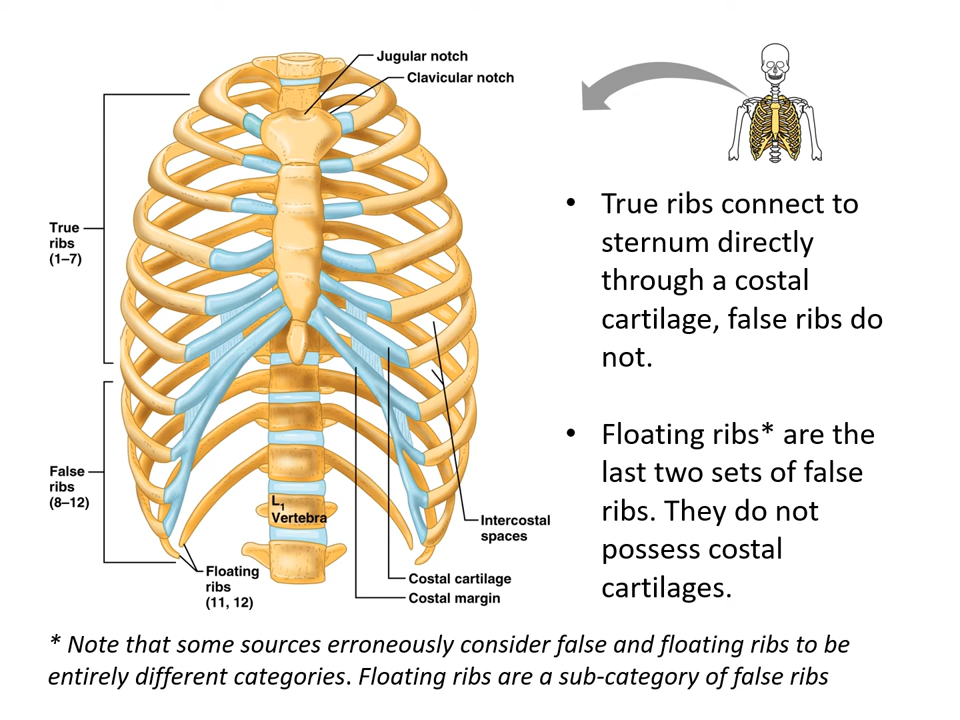 Jugular notch
Clavicular notch
True
ribs
(1–7)
False
ribs
(8–12)
L1
Vertebra
Floating
ribs
(11, 12)
Intercostal
spaces
Costal cartilage
Costal margin
• True ribs connect to
sternum directly
through a costal
cartilage, false ribs do
not.
• Floating ribs* are the
last two sets of false
ribs. They do not
possess costal
cartilages.
* Note that some sources erroneously consider false and floating ribs to be
entirely different categories. Floating ribs are a sub-category of false ribs